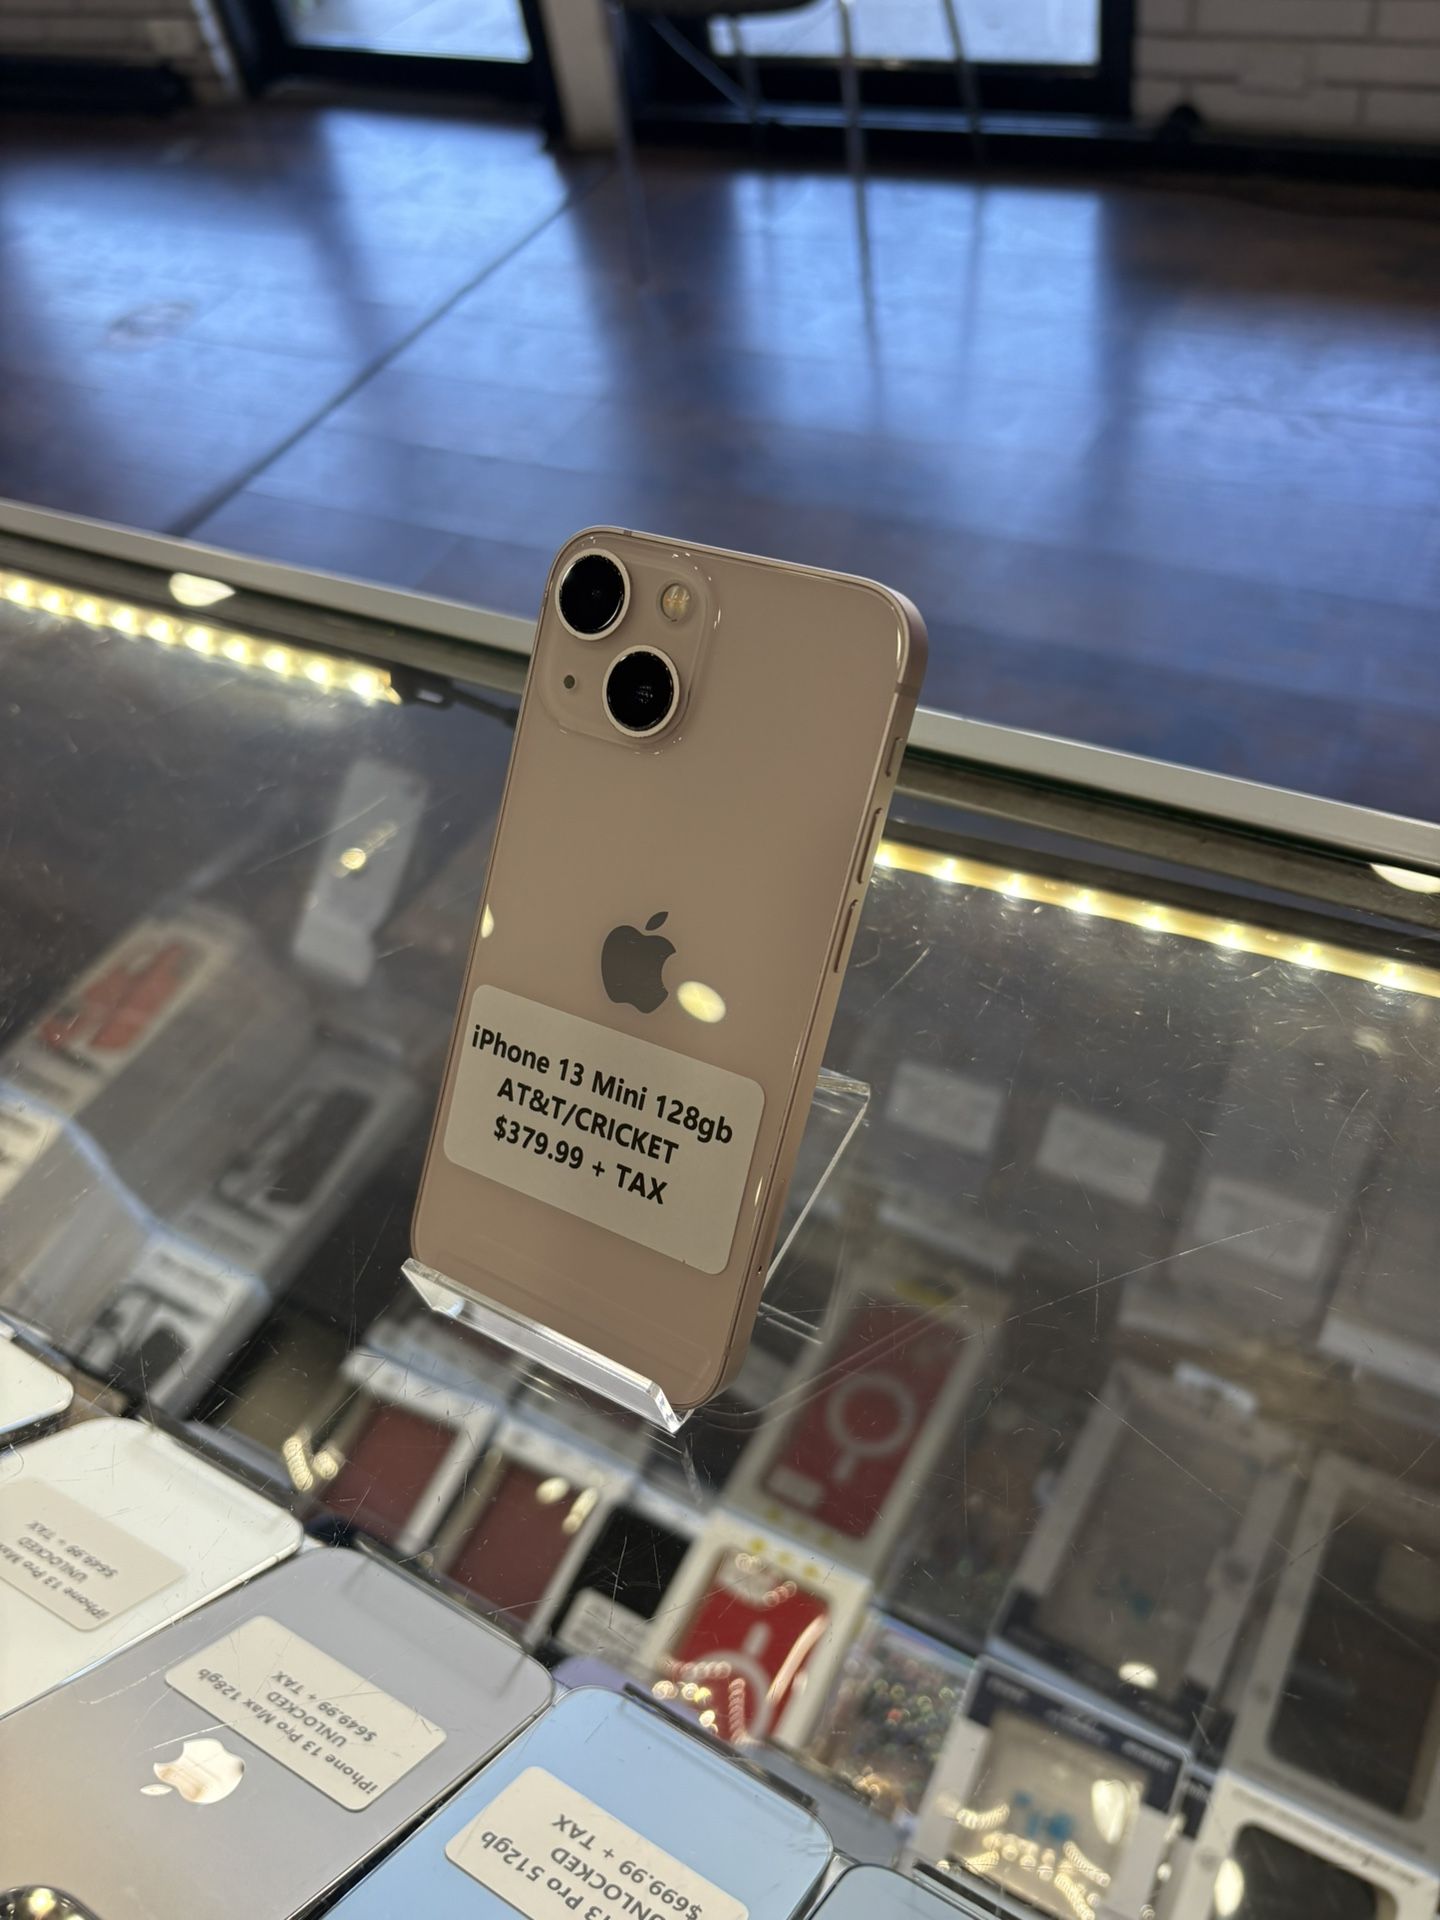 iPhone 13 Mini 128gb
AT&T/CRICKET
$379.99 + TAX
iPhone 13 Pro Max
UNLOCKED
$649.99 + TAX
iPhone 13 Pro Max 128gb
UNLOCKED
$649.99 + TAX
13 Pro 512gb
UNLOCKED
$699.99 + TAX